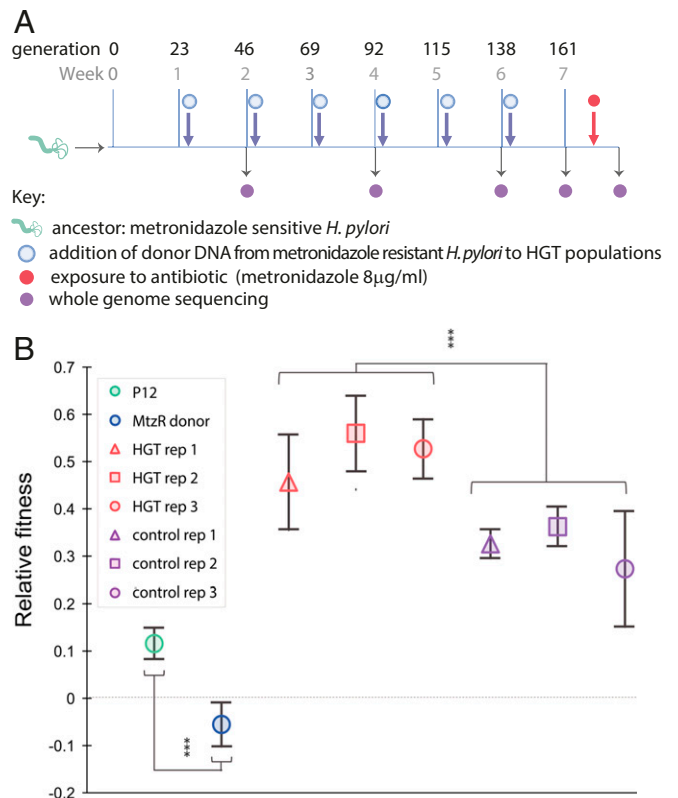 A
generation 0 23 46 69 92 115 138 161
Week 0 1 2 3 4 5 6 7
Key:
ancestor: metronidazole sensitive H. pylori
addition of donor DNA from metronidazole resistant H.pylori to HGT populations
exposure to antibiotic (metronidazole 8μg/ml)
whole genome sequencing
B
***
0.7
0.6
0.5
0.4
0.3
0.2
0.1
0
-0.1
-0.2
Relative fitness
P12
MtzR donor
HGT rep 1
HGT rep 2
HGT rep 3
control rep 1
control rep 2
control rep 3
***